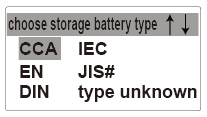 choose storage battery type ↑↓
CCA IEC
EN JIS#
DIN type unknown